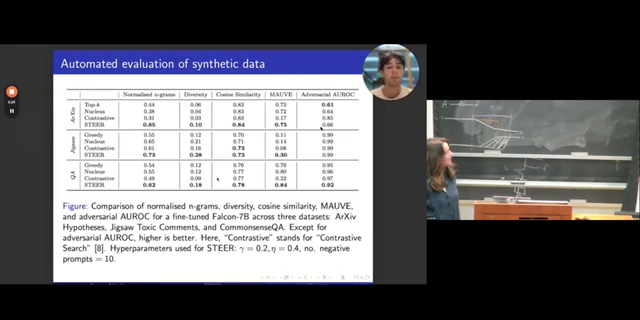 Automated evaluation of synthetic data
Normalised n-grams Diversity Cosine Similarity MAUVE Adversarial AUROC
ArXiv
Top-k 0.44 0.06 0.83 0.73 0.61
Nucleus 0.38 0.04 0.83 0.72 0.64
Contrastive 0.31 0.03 0.83 0.17 0.85
STEER 0.65 0.10 0.84 0.75 0.66
Jigsaw
Greedy 0.55 0.12 0.70 0.11 0.99
Nucleus 0.65 0.21 0.71 0.14 0.99
Contrastive 0.61 0.16 0.73 0.08 0.99
STEER 0.73 0.28 0.73 0.30 0.99
QA
Greedy 0.54 0.12 0.76 0.76 0.95
Nucleus 0.55 0.12 0.77 0.80 0.96
Contrastive 0.49 0.09 0.77 0.22 0.97
STEER 0.62 0.18 0.78 0.84 0.92
Figure: Comparison of normalised n-grams, diversity, cosine similarity, MAUVE,
and adversarial AUROC for a fine-tuned Falcon-7B across three datasets: ArXiv
Hypotheses, Jigsaw Toxic Comments, and CommonsenseQA. Except for
adversarial AUROC, higher is better. Here, "Contrastive" stands for "Contrastive
Search" [8]. Hyperparameters used for STEER: γ = 0.2, η = 0.4, no. negative
prompts = 10.